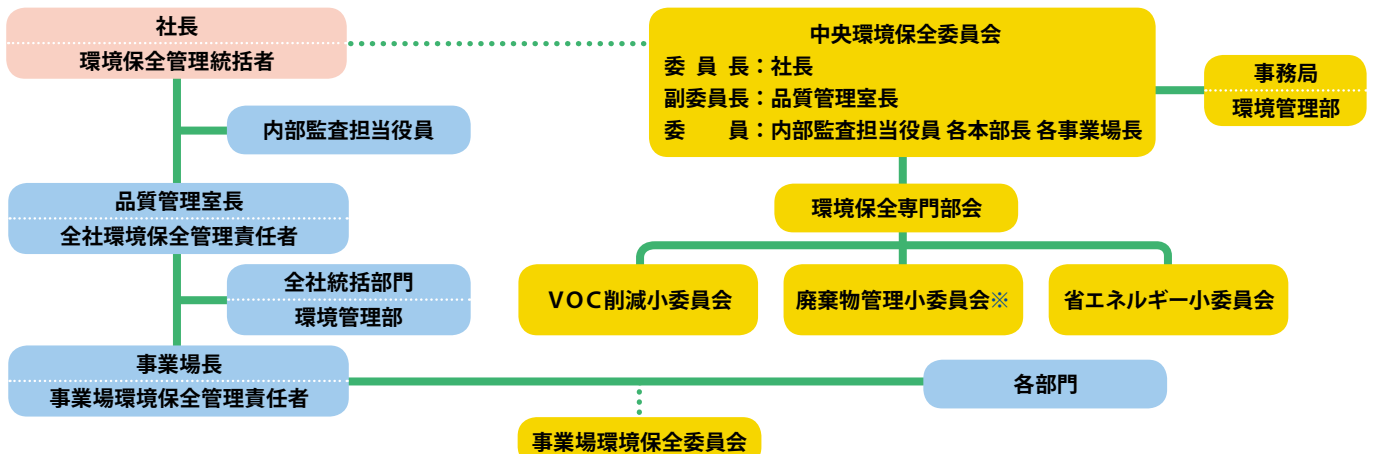 社長
環境保全管理統括者
中央環境保全委員会
委員長：社長
副委員長：品質管理室長
委　　員：内部監査担当役員 各本部長 各事業場長
事務局
環境管理部
内部監査担当役員
品質管理室長
全社環境保全管理責任者
環境保全専門部会
全社統括部門
環境管理部
VOC削減小委員会
廃棄物管理小委員会※
省エネルギー小委員会
事業場長
事業場環境保全管理責任者
各部門
事業場環境保全委員会